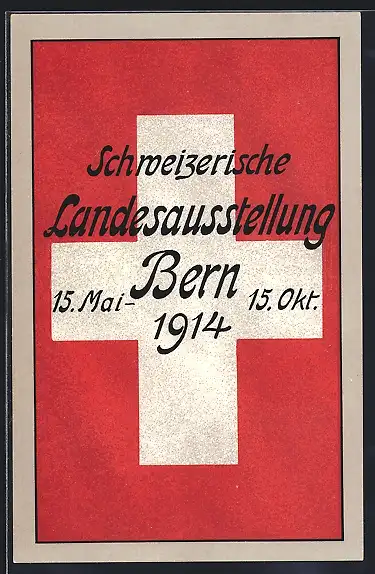 Schweizerische
Landesausstellung
Bern
15. Mai- 15. Okt.
1914